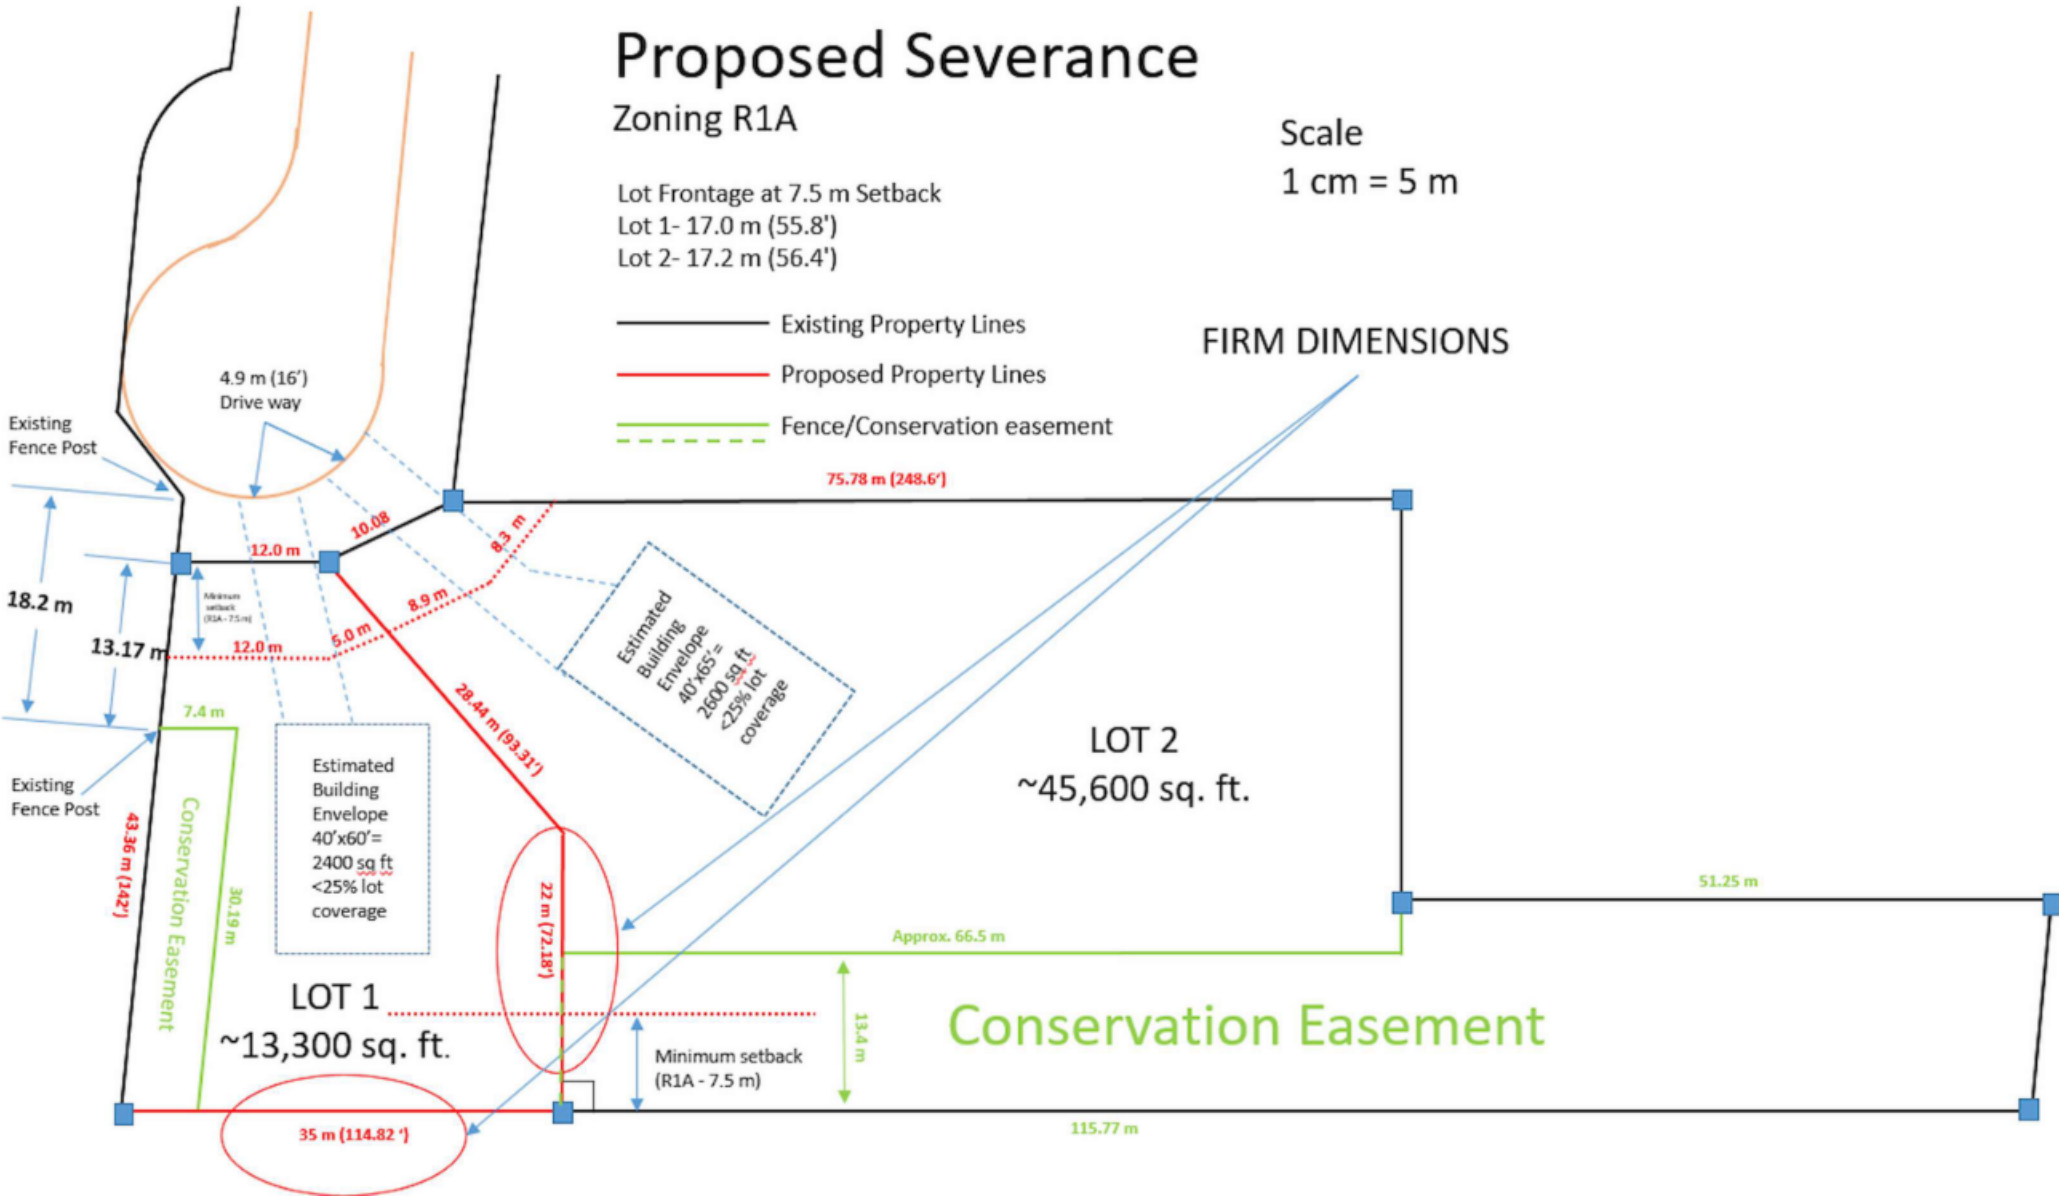 Proposed Severance
Zoning R1A
Scale
1 cm = 5 m
Lot Frontage at 7.5 m Setback
Lot 1- 17.0 m (55.8')
Lot 2- 17.2 m (56.4')
Existing Property Lines
Proposed Property Lines
Fence/Conservation easement
FIRM DIMENSIONS
4.9 m (16')
Drive way
Existing
Fence Post
75.78 m (248.6')
10.08
12.0 m
8.3 m
18.2 m
13.17 m
Minimum
setback
(R1A - 7.5 m)
8.9 m
5.0 m
12.0 m
Estimated
Building
Envelope
40'x65'=
2600 sq ft
<25% lot
coverage
28.44 m (93.31')
7.4 m
LOT 2
~45,600 sq. ft.
Existing
Fence Post
Estimated
Building
Envelope
40'x60'=
2400 sq ft
<25% lot
coverage
43.36 m (142')
Conservation Easement
30.19 m
22 m (72.18')
51.25 m
Approx. 66.5 m
LOT 1
~13,300 sq. ft.
Minimum setback
(R1A - 7.5 m)
13.4 m
Conservation Easement
35 m (114.82 ')
115.77 m